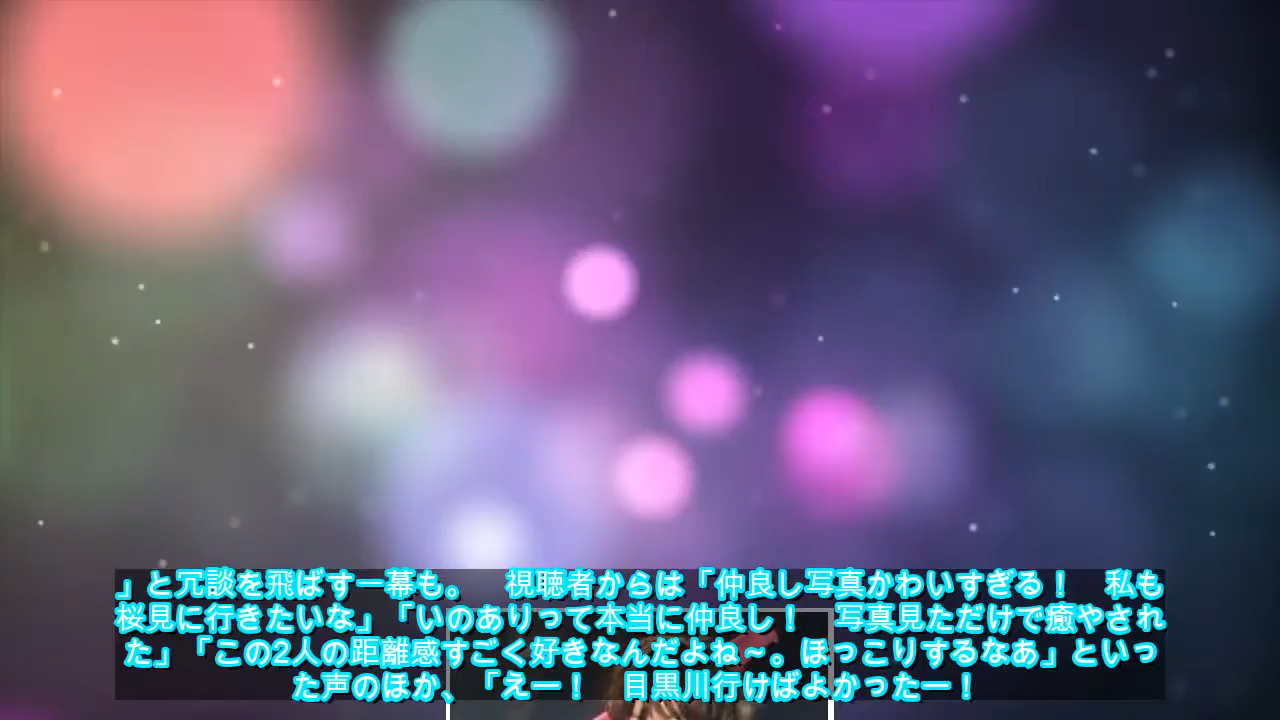 」と冗談を飛ばす一幕も。　視聴者からは「仲良し写真かわいすぎる！　私も
桜見に行きたいな」「いのありって本当に仲良し！　写真見ただけで癒やされ
た」「この2人の距離感すごく好きなんだよね～。ほっこりするなあ」といっ
た声のほか、「えー！　目黒川行けばよかったー！